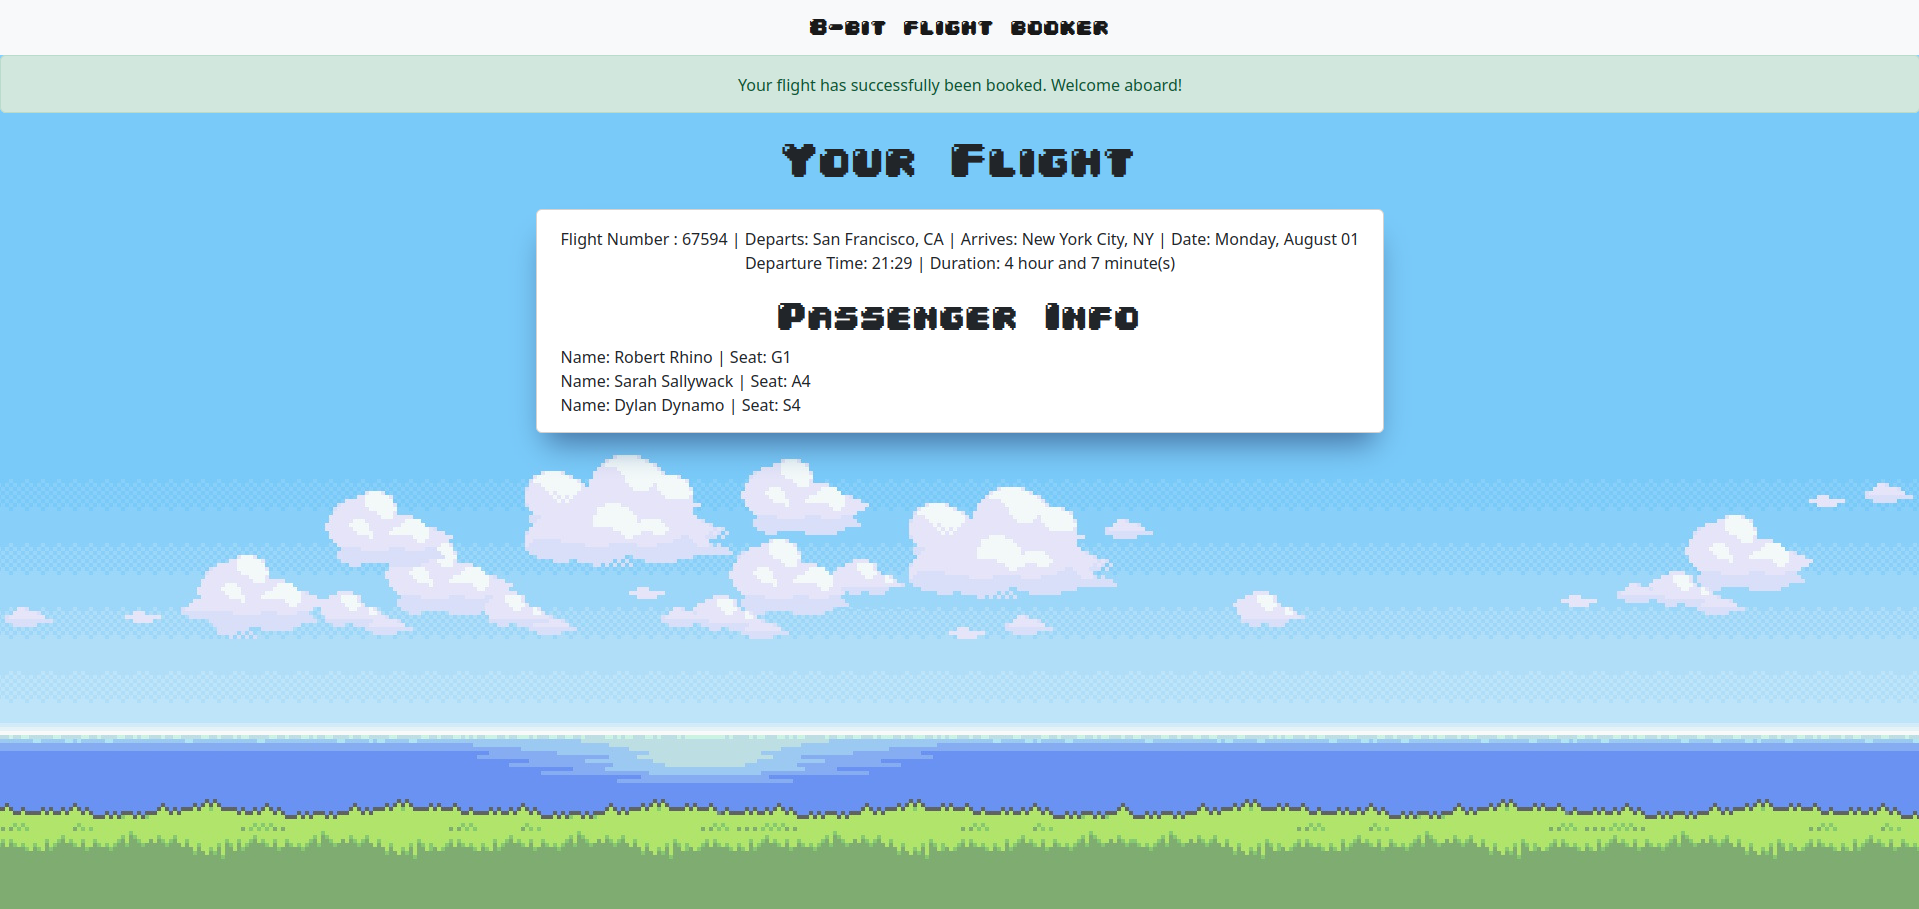 8-bit flight booker
Your flight has successfully been booked. Welcome aboard!
Your Flight
Flight Number : 67594 | Departs: San Francisco, CA | Arrives: New York City, NY | Date: Monday, August 01
Departure Time: 21:29 | Duration: 4 hour and 7 minute(s)
Passenger Info
Name: Robert Rhino | Seat: G1
Name: Sarah Sallywack | Seat: A4
Name: Dylan Dynamo | Seat: S4